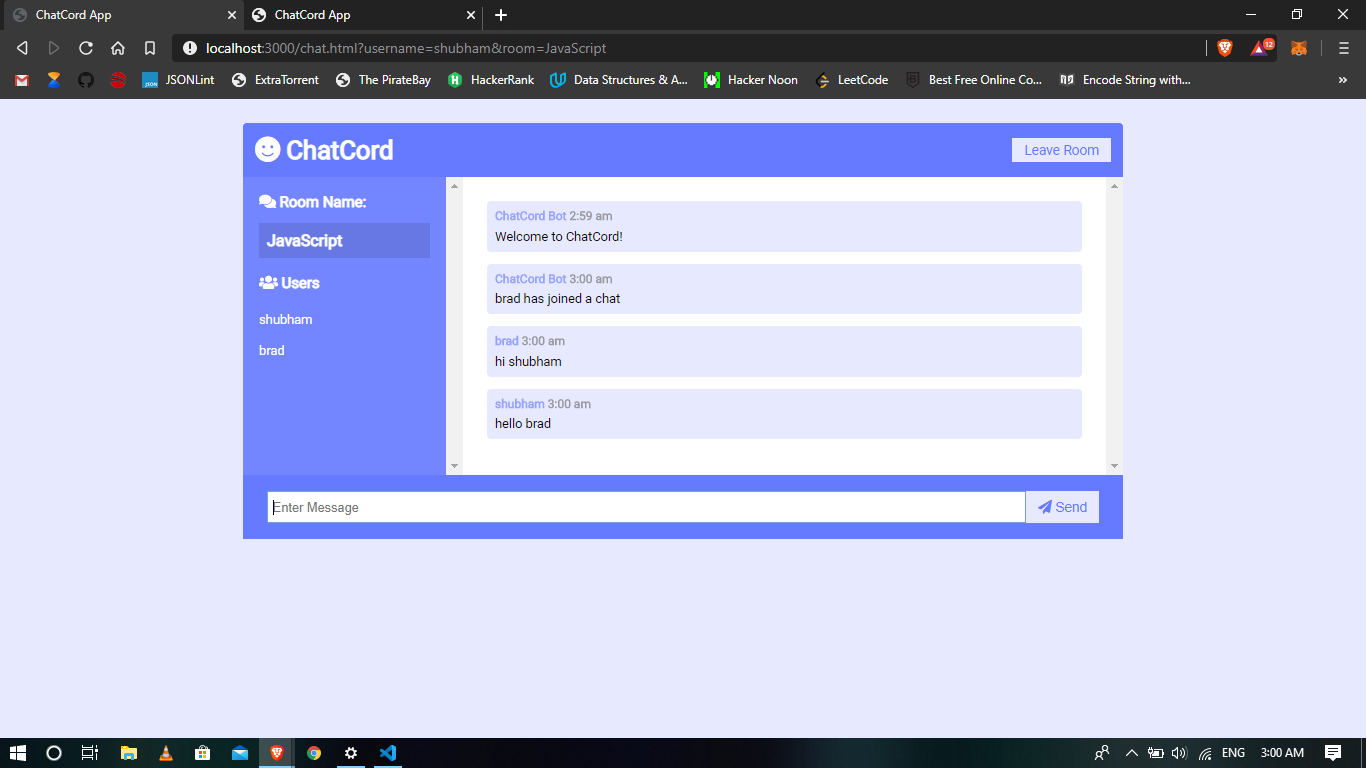 ChatCord App
ChatCord App
localhost:3000/chat.html?username=shubham&room=JavaScript
12
JSON
JSONLint
ExtraTorrent
The PirateBay
HackerRank
Data Structures & A...
Hacker Noon
LeetCode
Best Free Online Co...
Encode String with...
ChatCord
Leave Room
Room Name:
JavaScript
Users
shubham
brad
ChatCord Bot 2:59 am
Welcome to ChatCord!
ChatCord Bot 3:00 am
brad has joined a chat
brad 3:00 am
hi shubham
shubham 3:00 am
hello brad
Enter Message
Send
ENG
3:00 AM